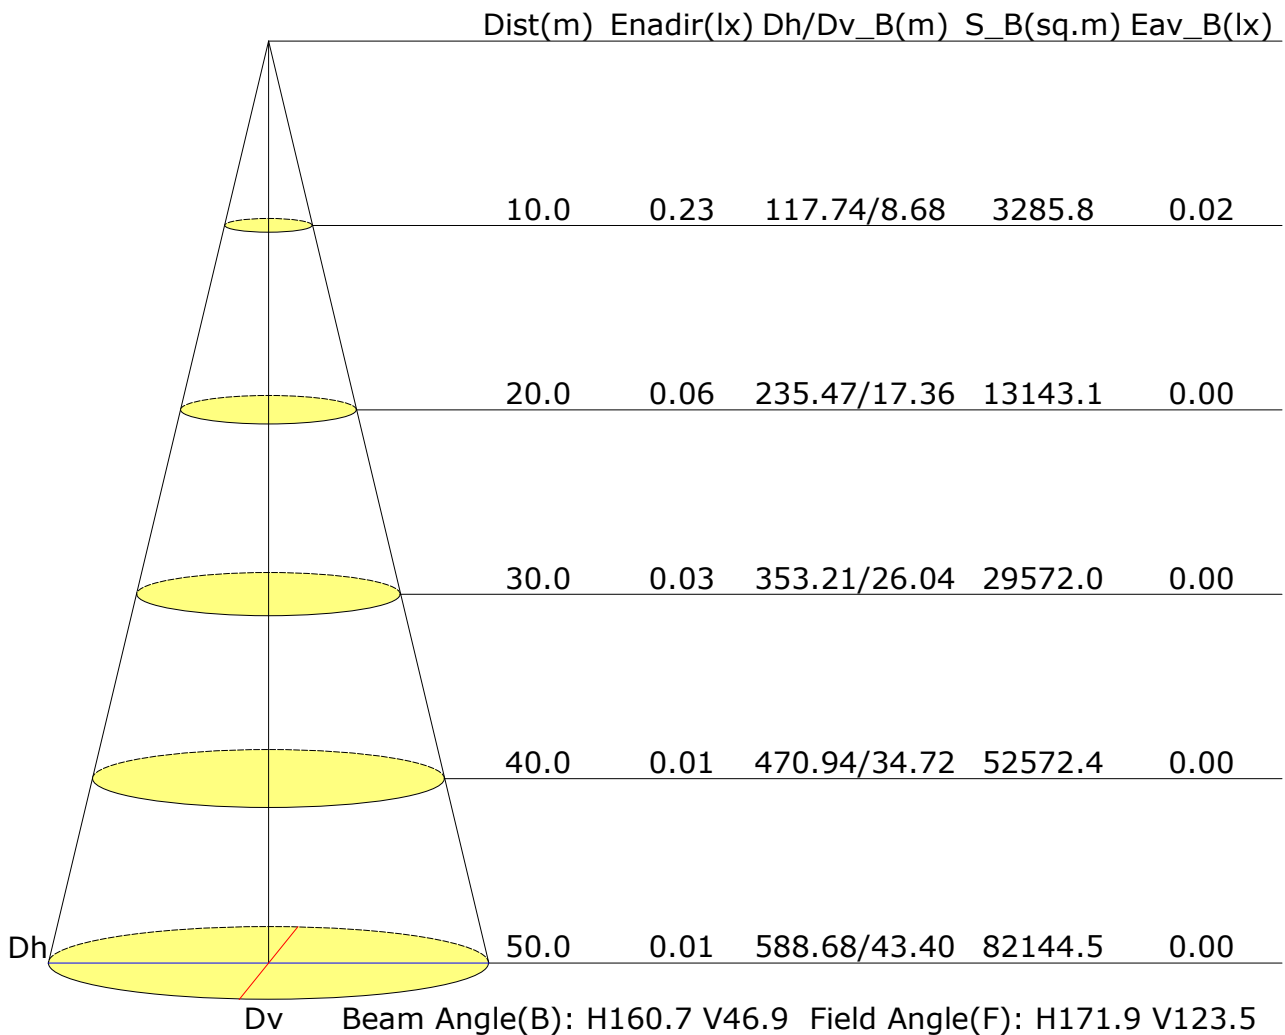 Dist(m) Enadir(lx) Dh/Dv_B(m) S_B(sq.m) Eav_B(lx)
10.0 0.23 117.74/8.68 3285.8 0.02
20.0 0.06 235.47/17.36 13143.1 0.00
30.0 0.03 353.21/26.04 29572.0 0.00
40.0 0.01 470.94/34.72 52572.4 0.00
Dh 50.0 0.01 588.68/43.40 82144.5 0.00
Dv Beam Angle(B): H160.7 V46.9 Field Angle(F): H171.9 V123.5